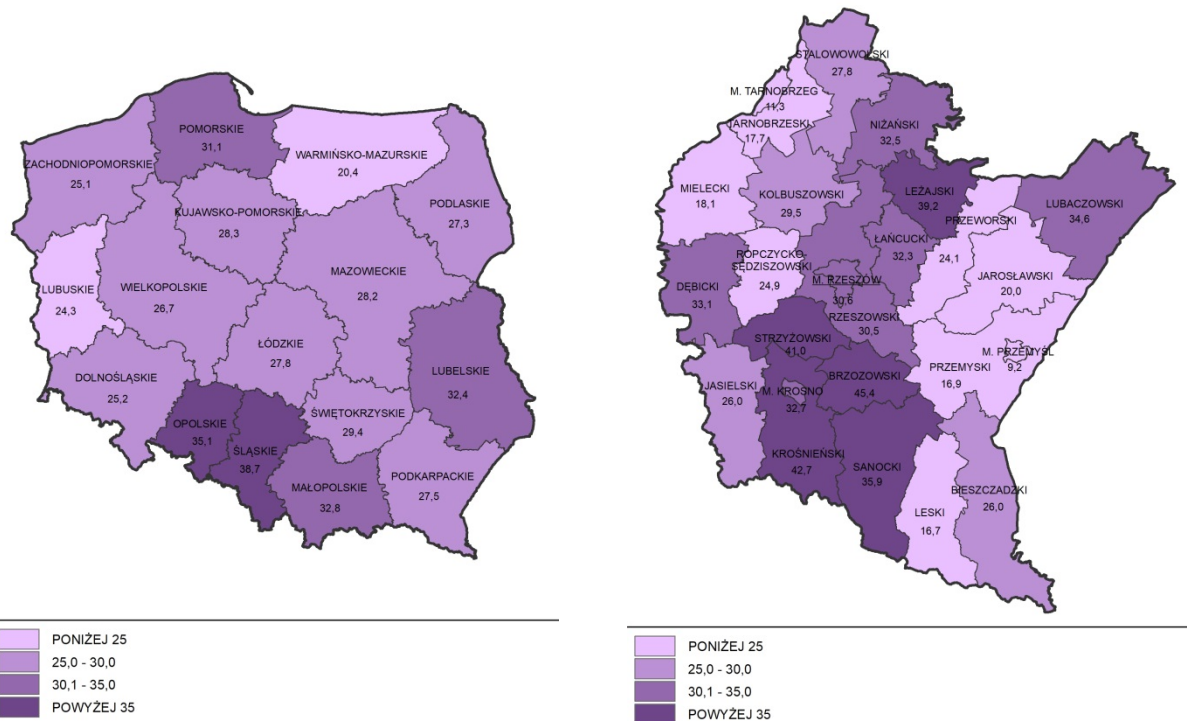 POMORSKIE
31,1
WARMIŃSKO-MAZURSKIE
20,4
ZACHODNIOPOMORSKIE
25,1
PODLASKIE
27,3
KUJAWSKO-POMORSKIE
28,3
MAZOWIECKIE
28,2
LUBUSKIE
24,3
WIELKOPOLSKIE
26,7
ŁÓDZKIE
27,8
LUBELSKIE
32,4
DOLNOŚLĄSKIE
25,2
OPOLSKIE
35,1
ŚWIĘTOKRZYSKIE
29,4
ŚLĄSKIE
38,7
MAŁOPOLSKIE
32,8
PODKARPACKIE
27,5
PONIŻEJ 25
25,0 - 30,0
30,1 - 35,0
POWYŻEJ 35
STALOWOWOLSKI
27,8
M. TARNOBRZEG
11,3
TARNOBRZESKI
17,7
NIŻAŃSKI
32,5
MIELECKI
18,1
KOLBUSZOWSKI
29,5
LEŻAJSKI
39,2
LUBACZOWSKI
34,6
PRZEWORSKI
24,1
ŁAŃCUCKI
32,3
ROPCZYCKO-
SĘDZISZOWSKI
24,9
JAROSŁAWSKI
20,0
DĘBICKI
33,1
M. RZESZÓW
30,6
RZESZOWSKI
30,5
STRZYŻOWSKI
41,0
M. PRZEMYŚL
9,2
PRZEMYSKI
16,9
JASIELSKI
26,0
M. KROSNO
32,7
BRZOZOWSKI
45,4
KROŚNIEŃSKI
42,7
SANOCKI
35,9
BIESZCZADZKI
26,0
LESKI
16,7
PONIŻEJ 25
25,0 - 30,0
30,1 - 35,0
POWYŻEJ 35